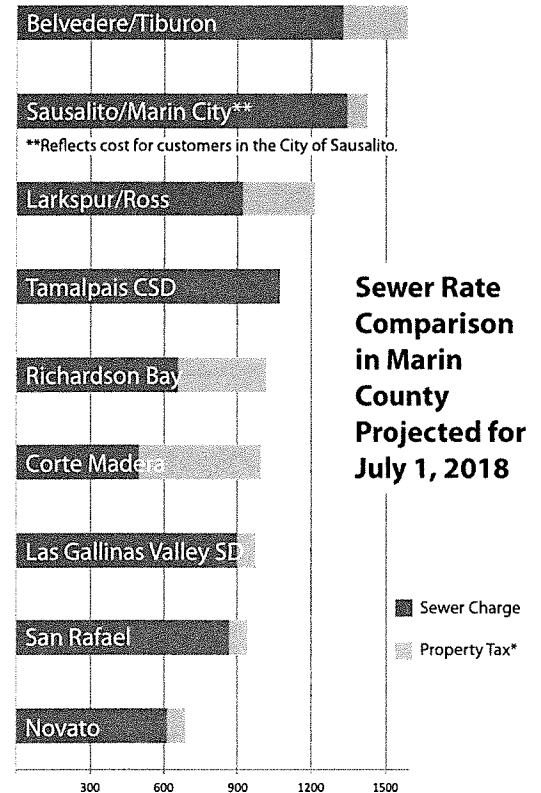 Belvedere/Tiburon
Sausalito/Marin City**
**Reflects cost for customers in the City of Sausalito.
Larkspur/Ross
Tamalpais CSD
Richardson Bay
Corte Madera
Las Gallinas Valley SD
San Rafael
Novato
Sewer Rate
Comparison
in Marin
County
Projected for
July 1, 2018
Sewer Charge
Property Tax*
300 600 900 1200 1500